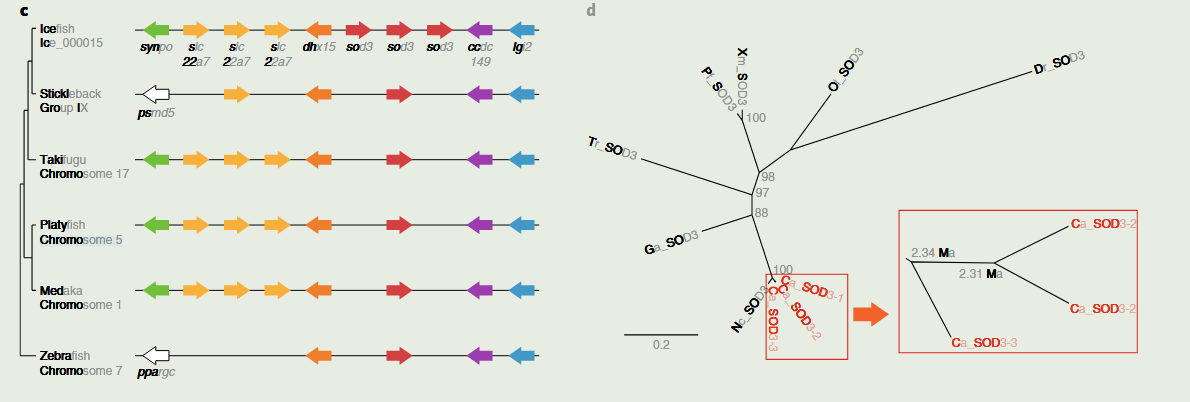 c
Icefish
Ice_000015
synpo slc slc slc dhx15 sod3 sod3 sod3 ccdc lgi2
22a7 22a7 22a7 149
Stickleback
Group IX
psmd5
Takifugu
Chromosome 17
Platyfish
Chromosome 5
Medaka
Chromosome 1
Zebrafish
Chromosome 7
ppargc
d
Pf_SOD3
Xm_SOD3
Ol_SOD3
Dr_SOD3
100
Tr_SOD3
98
97
88
Ga_SOD3
100
Nc_SOD3
Ca_SOD3-1
Ca_SOD3-2
Ca_SOD3-3
0.2
Ca_SOD3-2
2.34 Ma
2.31 Ma
Ca_SOD3-2
Ca_SOD3-3